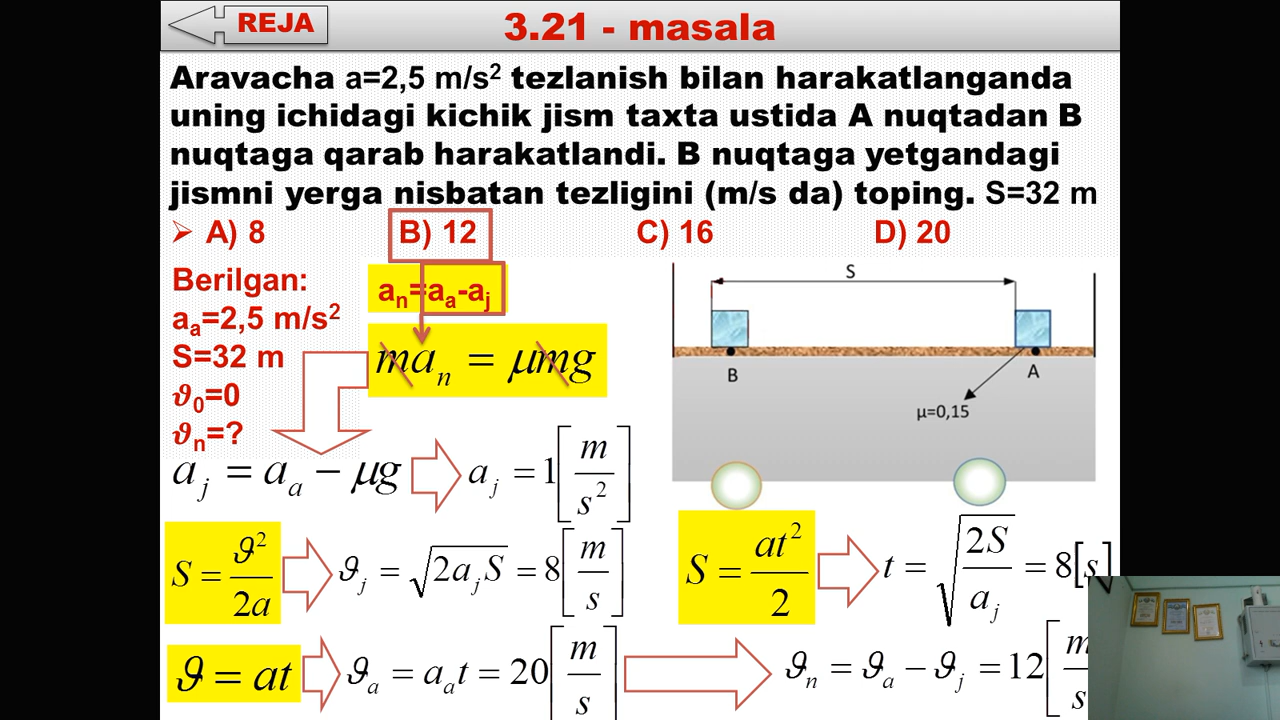 REJA
3.21 - masala
Aravacha a=2,5 m/s² tezlanish bilan harakatlanganda
uning ichidagi kichik jism taxta ustida A nuqtadan B
nuqtaga qarab harakatlandi. B nuqtaga yetgandagi
jismni yerga nisbatan tezligini (m/s da) toping. S=32 m
➢ A) 8 B) 12 C) 16 D) 20
Berilgan:
aₐ=2,5 m/s²
S=32 m
𝝑₀=0
𝝑ₙ=?
aₙ=aₐ-aⱼ
maₙ = μmg
S
B
A
μ=0,15
aⱼ = aₐ − μg
aⱼ = 1[m/s²]
S = 𝜗²/2a
𝜗ⱼ = √(2aⱼS) = 8[m/s]
S = at²/2
t = √(2S/aⱼ) = 8[s]
𝜗 = at
𝜗ₐ = aₐt = 20[m/s]
𝜗ₙ = 𝜗ₐ − 𝜗ⱼ = 12[m/s